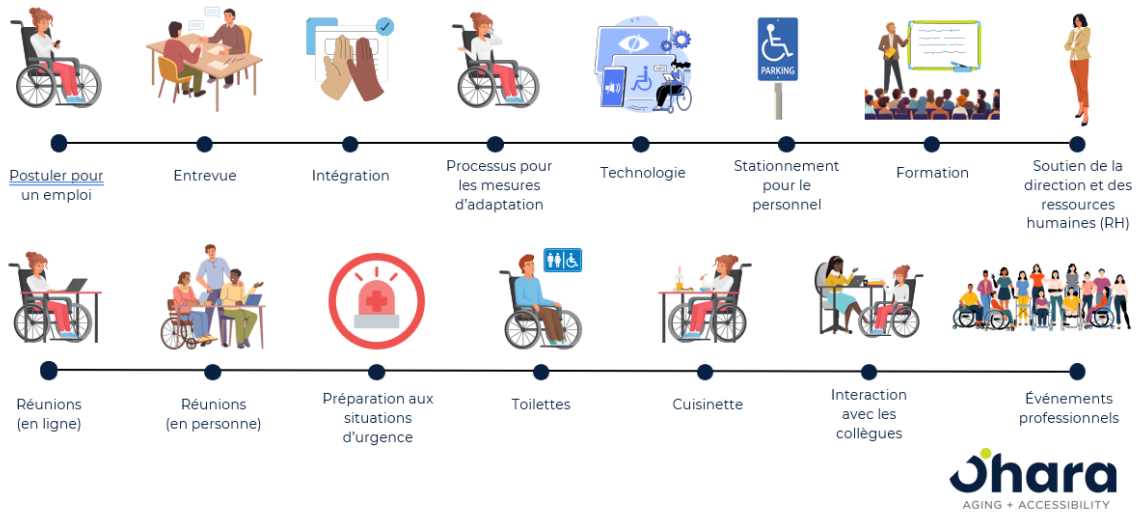 PARKING
Postuler pour
un emploi
Entrevue
Intégration
Processus pour
les mesures
d'adaptation
Technologie
Stationnement
pour le
personnel
Formation
Soutien de la
direction et des
ressources
humaines (RH)
Réunions
(en ligne)
Réunions
(en personne)
Préparation aux
situations
d'urgence
Toilettes
Cuisinette
Interaction
avec les
collègues
Événements
professionnels
Ohara
AGING + ACCESSIBILITY